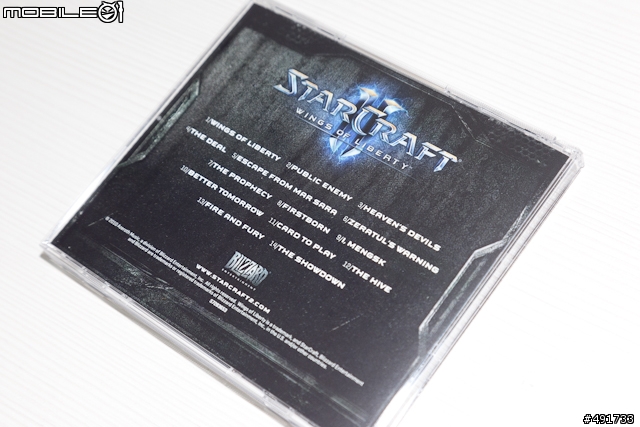 MOBILE01
STARCRAFT II
WINGS OF LIBERTY
1/WINGS OF LIBERTY 2/PUBLIC ENEMY 3/HEAVEN'S DEVILS
4/THE DEAL 5/ESCAPE FROM MAR SARA 6/ZERATUL'S WARNING
7/THE PROPHECY 8/FIRSTBORN 9/I, MENGSK
10/BETTER TOMORROW 11/CARD TO PLAY 12/THE HIVE
13/FIRE AND FURY 14/THE SHOWDOWN
BLIZZARD
ENTERTAINMENT
WWW.STARCRAFT2.COM
#491733